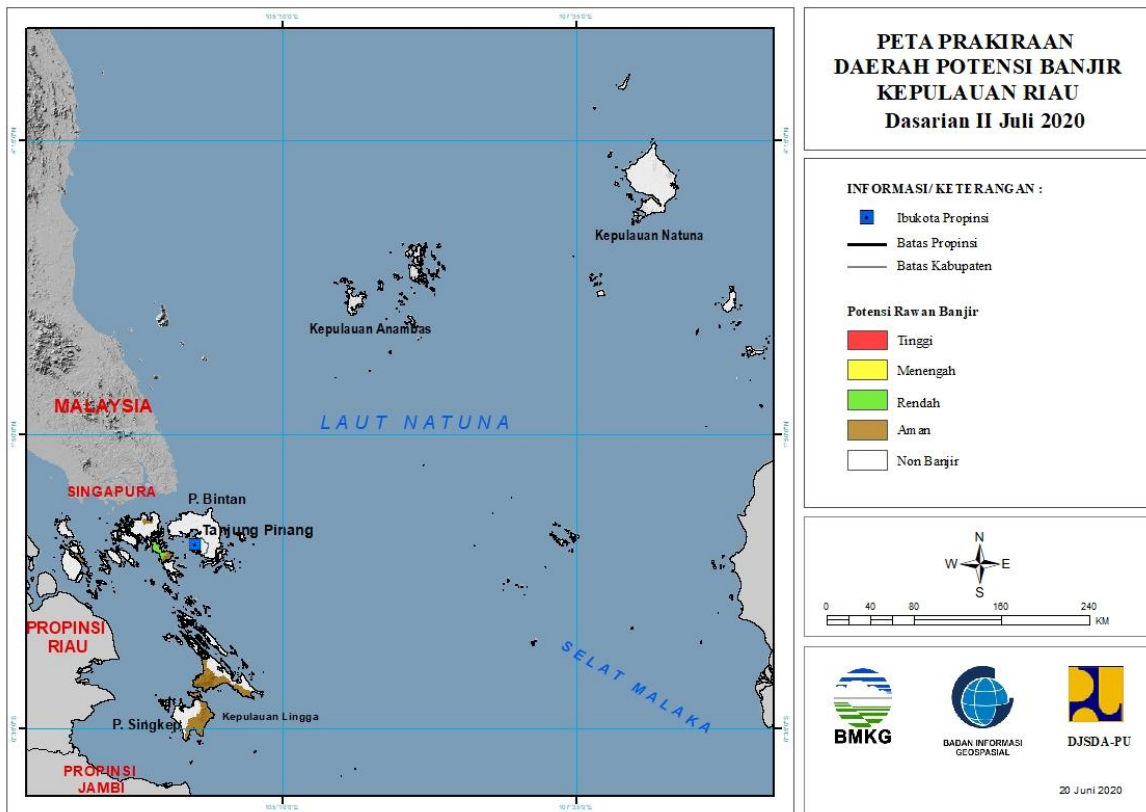 PETA PRAKIRAAN
DAERAH POTENSI BANJIR
KEPULAUAN RIAU
Dasarian II Juli 2020
INFORMASI/ KETERANGAN :
Ibukota Propinsi
Batas Propinsi
Batas Kabupaten
Potensi Rawan Banjir
Tinggi
Menengah
Rendah
Aman
Non Banjir
N
W E
S
0 40 80 160 240
KM
BMKG
BADAN INFORMASI
GEOSPASIAL
DJSDA-PU
20 Juni 2020
Kepulauan Natuna
Kepulauan Anambas
MALAYSIA
LAUT NATUNA
SINGAPURA
P. Bintan
Tanjung Pinang
PROPINSI
RIAU
SELAT MALAKA
Kepulauan Lingga
P. Singkep
PROPINSI
JAMBI